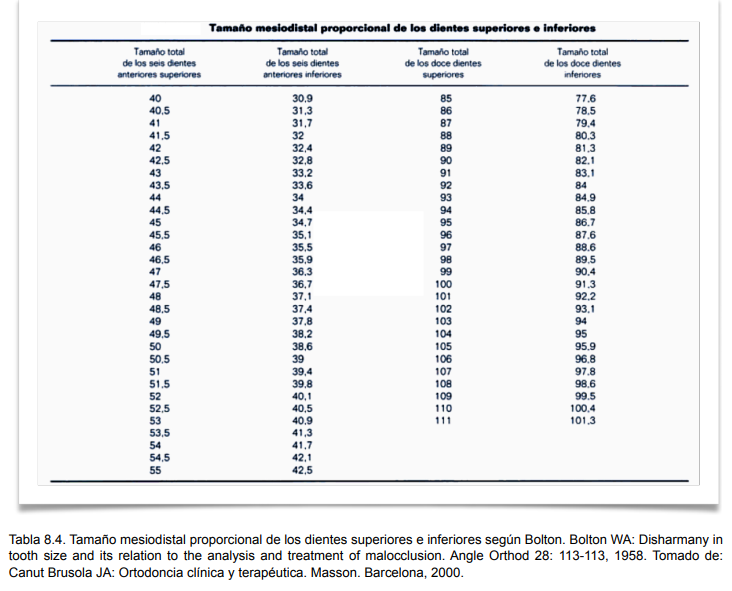 Tamaño mesiodistal proporcional de los dientes superiores e inferiores
Tamaño total de los seis dientes anteriores superiores
Tamaño total de los seis dientes anteriores inferiores
Tamaño total de los doce dientes superiores
Tamaño total de los doce dientes inferiores
40 30,9 85 77,6
40,5 31,3 86 78,5
41 31,7 87 79,4
41,5 32 88 80,3
42 32,4 89 81,3
42,5 32,8 90 82,1
43 33,2 91 83,1
43,5 33,6 92 84
44 34 93 84,9
44,5 34,4 94 85,8
45 34,7 95 86,7
45,5 35,1 96 87,6
46 35,5 97 88,6
46,5 35,9 98 89,5
47 36,3 99 90,4
47,5 36,7 100 91,3
48 37,1 101 92,2
48,5 37,4 102 93,1
49 37,8 103 94
49,5 38,2 104 95
50 38,6 105 95,9
50,5 39 106 96,8
51 39,4 107 97,8
51,5 39,8 108 98,6
52 40,1 109 99,5
52,5 40,5 110 100,4
53 40,9 111 101,3
53,5 41,3
54 41,7
54,5 42,1
55 42,5
Tabla 8.4. Tamaño mesiodistal proporcional de los dientes superiores e inferiores según Bolton. Bolton WA: Disharmany in
tooth size and its relation to the analysis and treatment of malocclusion. Angle Orthod 28: 113-113, 1958. Tomado de:
Canut Brusola JA: Ortodoncia clínica y terapéutica. Masson. Barcelona, 2000.